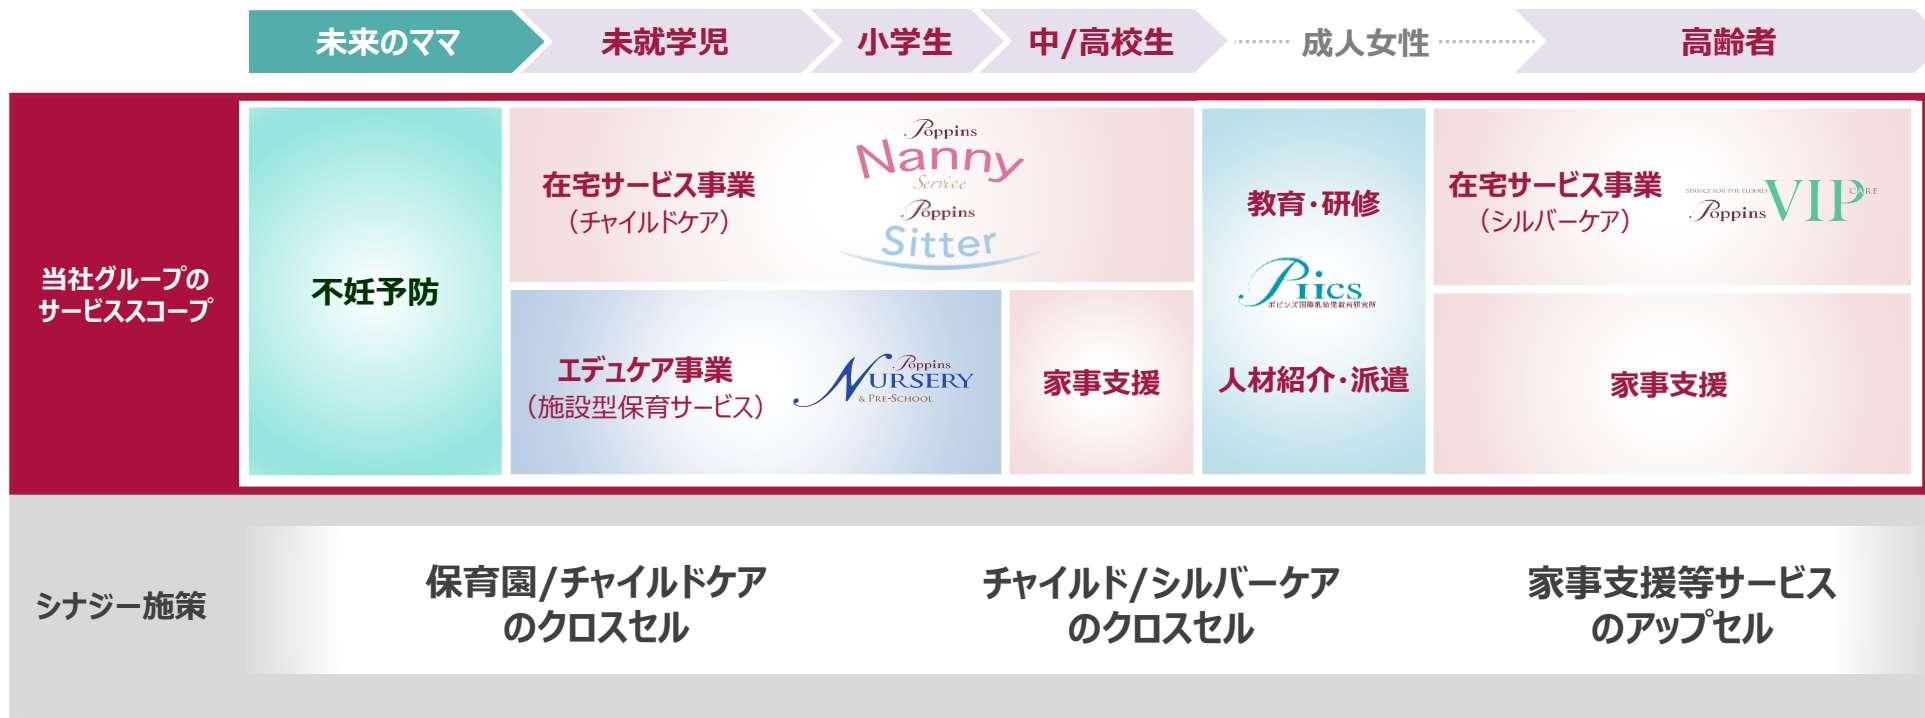 未来のママ
未就学児
小学生
中/高校生
成人女性
高齢者
当社グループの
サービススコープ
不妊予防
在宅サービス事業
（チャイルドケア）
Poppins
Nanny
Service
Poppins
Sitter
エデュケア事業
（施設型保育サービス）
Poppins
NURSERY
& PRE-SCHOOL
家事支援
教育・研修
Piics
ポピンズ国際乳幼児教育研究所
人材紹介・派遣
在宅サービス事業
（シルバーケア）
SERVICE FOR THE ELDERLY
Poppins VIP CARE
家事支援
シナジー施策
保育園/チャイルドケア
のクロスセル
チャイルド/シルバーケア
のクロスセル
家事支援等サービス
のアップセル